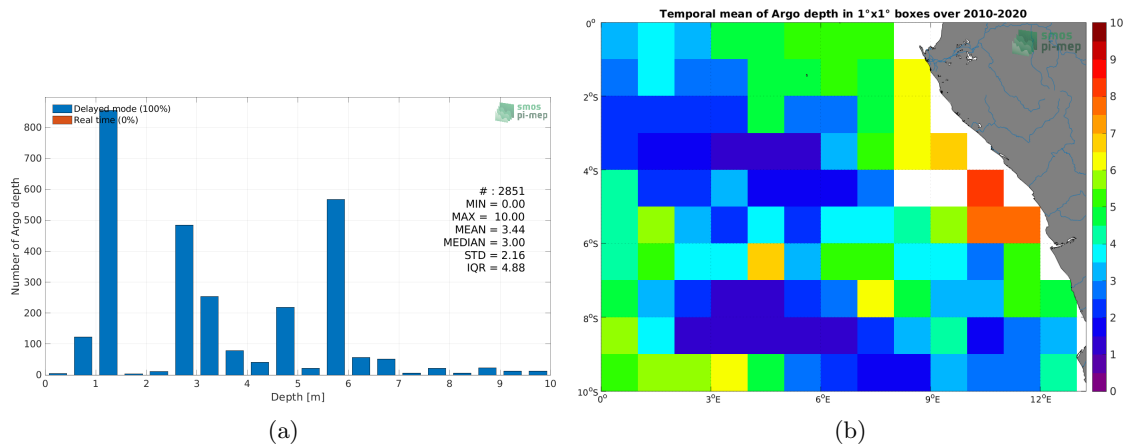 Delayed mode (100%)
Real time (0%)
smos
pi-mep
Number of Argo depth
800
700
600
500
400
300
200
100
0
# : 2851
MIN = 0.00
MAX = 10.00
MEAN = 3.44
MEDIAN = 3.00
STD = 2.16
IQR = 4.88
0 1 2 3 4 5 6 7 8 9 10
Depth [m]
(a)
Temporal mean of Argo depth in 1°x1° boxes over 2010-2020
smos
pi-mep
0°
2°S
4°S
6°S
8°S
10°S
0° 3°E 6°E 9°E 12°E
10
9
8
7
6
5
4
3
2
1
0
(b)